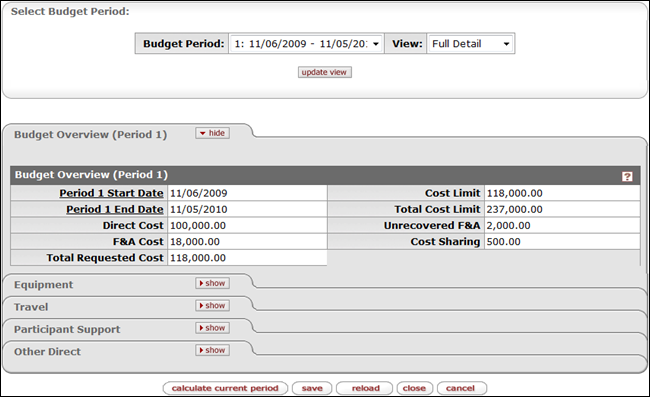 Select Budget Period:
Budget Period: 1: 11/06/2009 - 11/05/20 View: Full Detail
update view
Budget Overview (Period 1) hide
Budget Overview (Period 1) ?
Period 1 Start Date 11/06/2009 Cost Limit 118,000.00
Period 1 End Date 11/05/2010 Total Cost Limit 237,000.00
Direct Cost 100,000.00 Unrecovered F&A 2,000.00
F&A Cost 18,000.00 Cost Sharing 500.00
Total Requested Cost 118,000.00
Equipment show
Travel show
Participant Support show
Other Direct show
calculate current period save reload close cancel